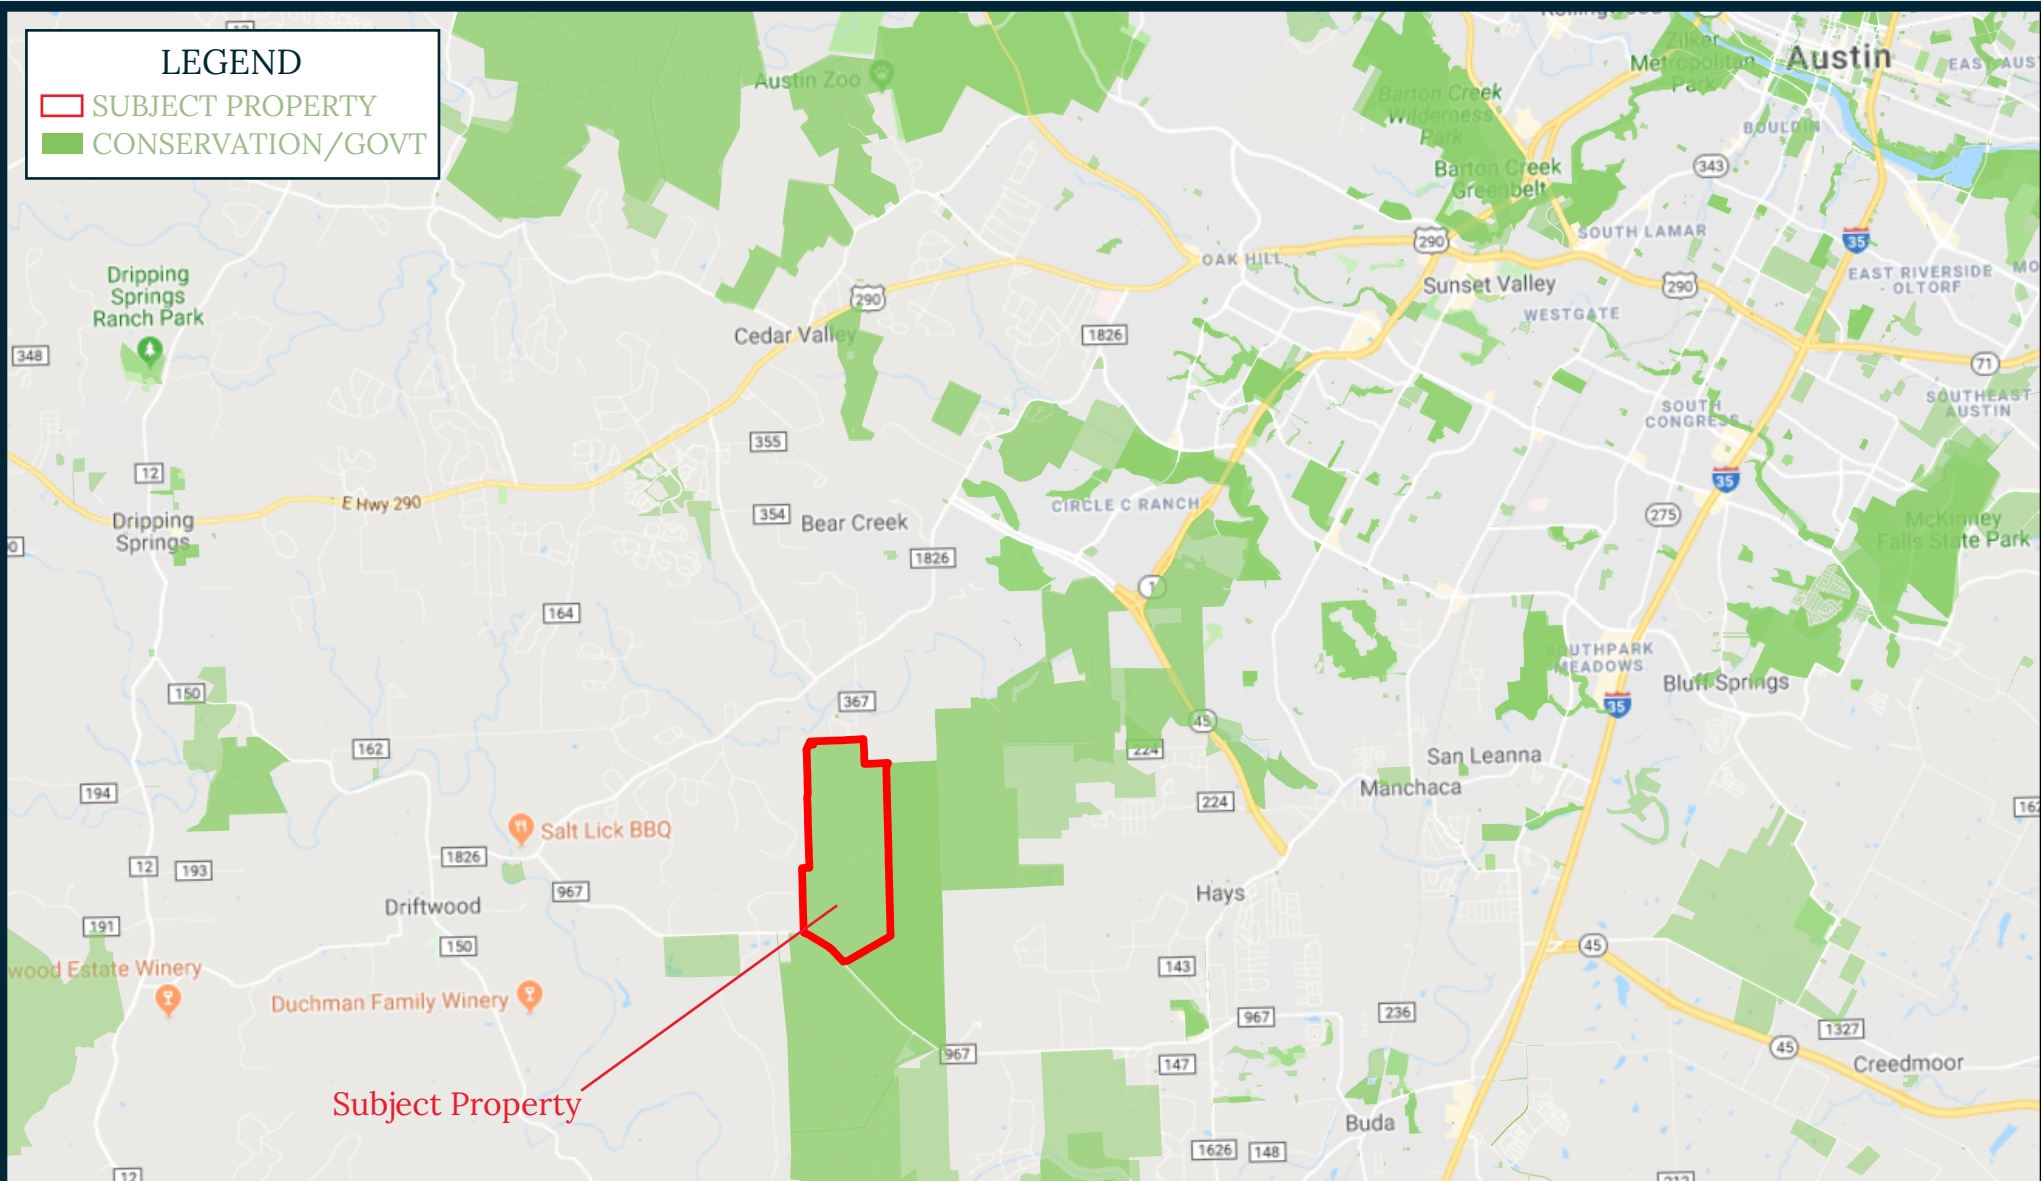 LEGEND
SUBJECT PROPERTY
CONSERVATION/GOVT
12
Austin Zoo
Zilker
Metropolitan
Park
Austin
Barton Creek
Wilderness
Park
BOULDIN
343
Barton Creek
Greenbelt
290
SOUTH LAMAR
35
OAK HILL
EAST RIVERSIDE
- OLTORF
Dripping
Springs
Ranch Park
290
Sunset Valley
290
WESTGATE
348
Cedar Valley
1826
71
355
SOUTH
CONGRESS
SOUTHEAST
AUSTIN
12
E Hwy 290
35
Dripping
Springs
354
Bear Creek
CIRCLE C RANCH
275
McKinney
Falls State Park
1826
1
164
SOUTHPARK
MEADOWS
150
367
Bluff Springs
35
45
162
224
San Leanna
194
224
Manchaca
Salt Lick BBQ
12
193
1826
967
Hays
Driftwood
191
150
45
wood Estate Winery
143
Duchman Family Winery
967
236
1327
967
147
45
Creedmoor
Subject Property
Buda
1626
148
12